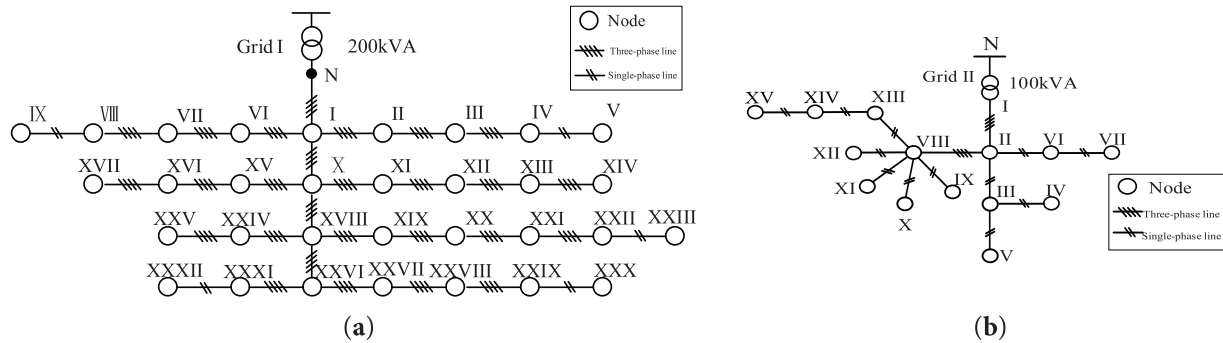 Grid I
200kVA
N
Node
Three-phase line
Single-phase line
IX VIII VII VI I II III IV V
XVII XVI XV X XI XII XIII XIV
XXV XXIV XVIII XIX XX XXI XXII XXIII
XXXII XXXI XXVI XXVII XXVIII XXIX XXX
(a)
N
Grid II
100kVA
I
XV XIV XIII
XII VIII II VI VII
XI X IX III IV
V
Node
Three-phase line
Single-phase line
(b)